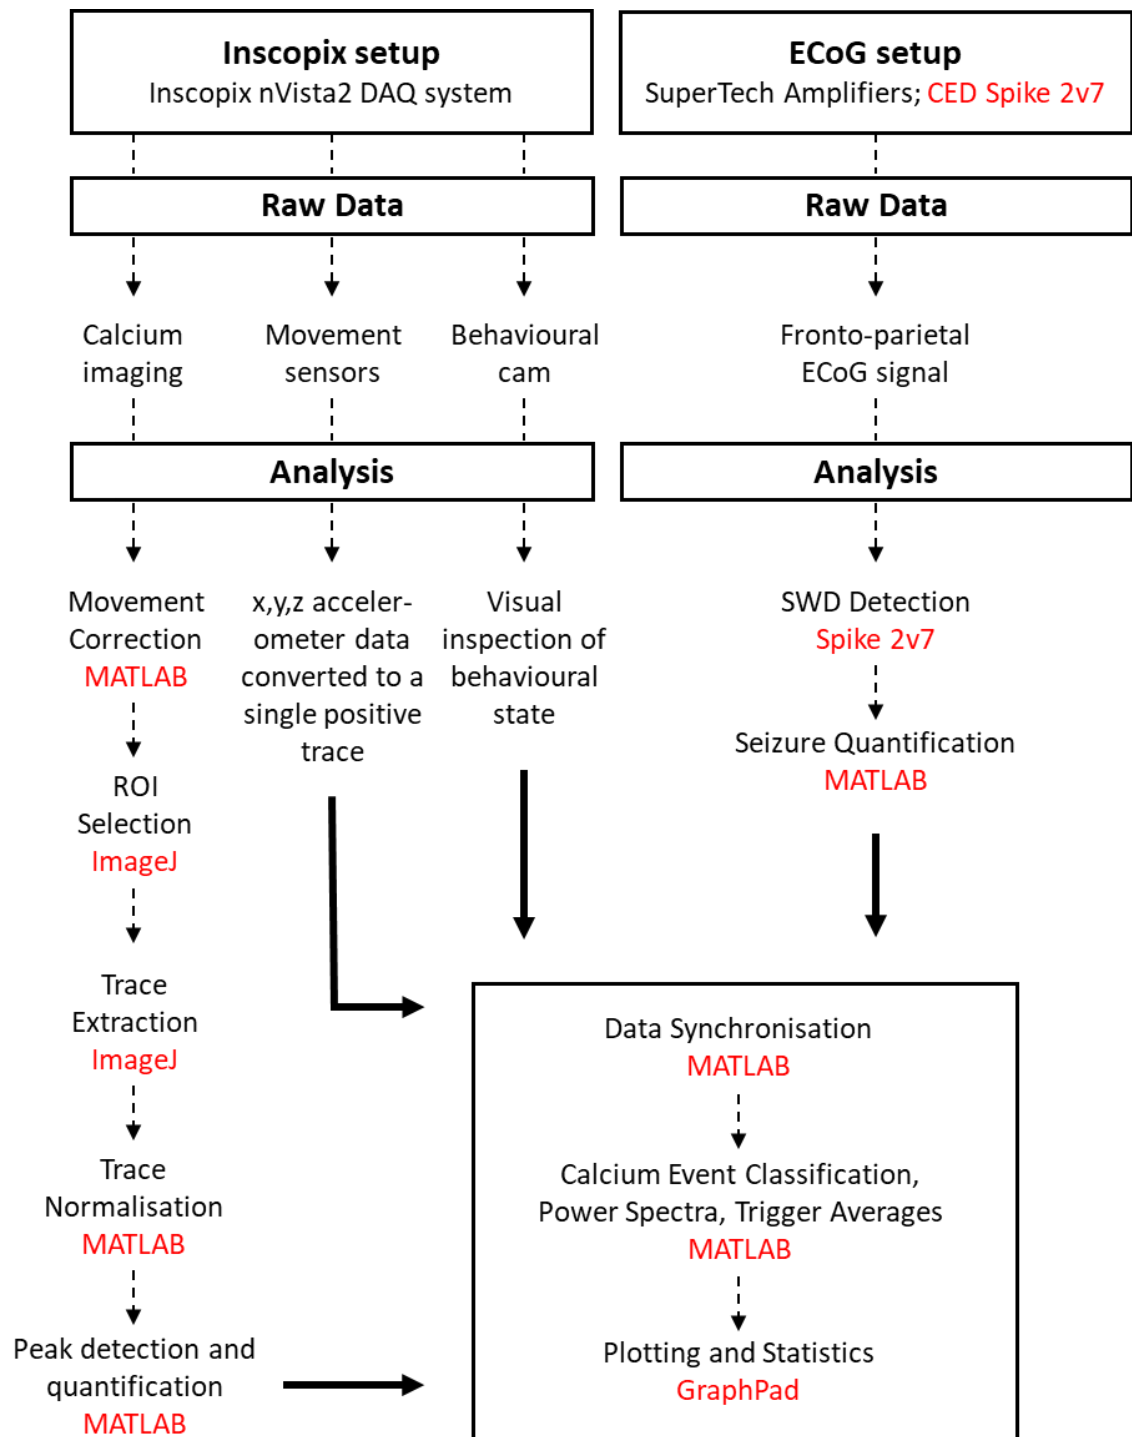 Inscopix setup
Inscopix nVista2 DAQ system
ECoG setup
SuperTech Amplifiers; CED Spike 2v7
Raw Data
Raw Data
Calcium
imaging
Movement
sensors
Behavioural
cam
Fronto-parietal
ECoG signal
Analysis
Analysis
Movement
Correction
MATLAB
x,y,z acceler-
ometer data
converted to a
single positive
trace
Visual
inspection of
behavioural
state
SWD Detection
Spike 2v7
Seizure Quantification
MATLAB
ROI
Selection
ImageJ
Trace
Extraction
ImageJ
Trace
Normalisation
MATLAB
Peak detection and
quantification
MATLAB
Data Synchronisation
MATLAB
Calcium Event Classification,
Power Spectra, Trigger Averages
MATLAB
Plotting and Statistics
GraphPad